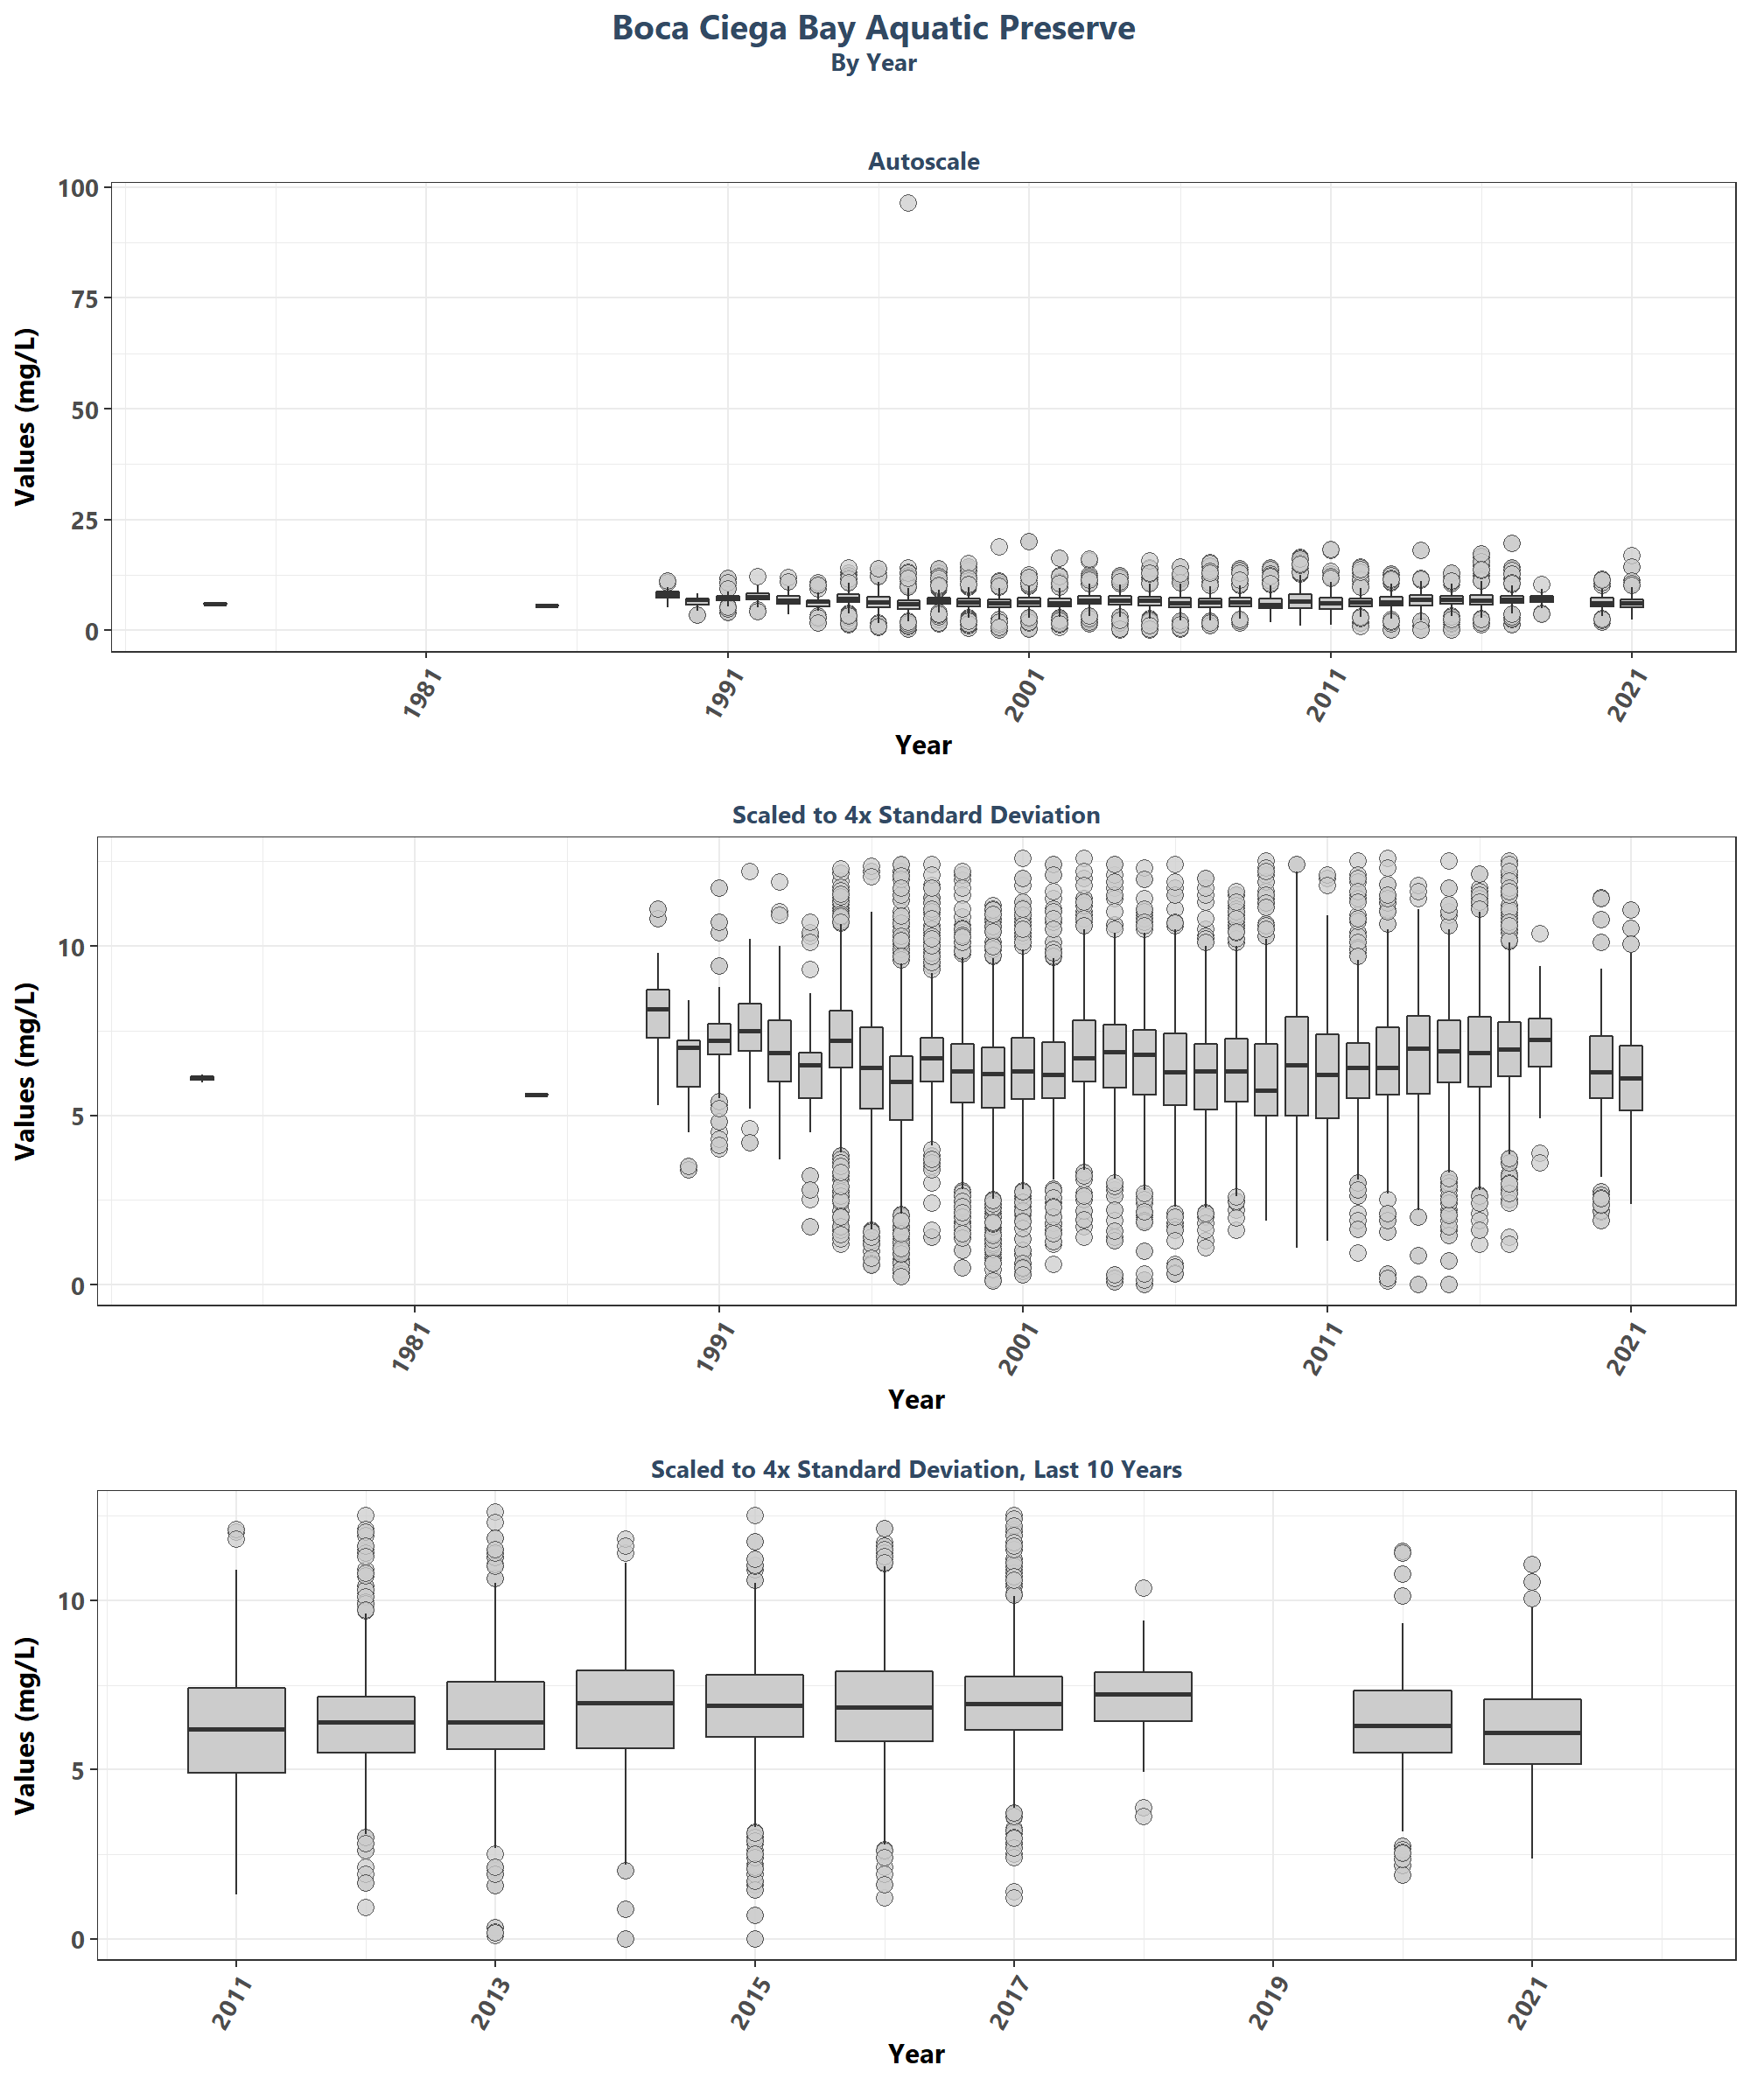 Boca Ciega Bay Aquatic Preserve
By Year
Autoscale
100
75
50
25
0
Values (mg/L)
1981
1991
2001
2011
2021
Year
Scaled to 4x Standard Deviation
10
5
0
Values (mg/L)
1981
1991
2001
2011
2021
Year
Scaled to 4x Standard Deviation, Last 10 Years
10
5
0
Values (mg/L)
2011
2013
2015
2017
2019
2021
Year